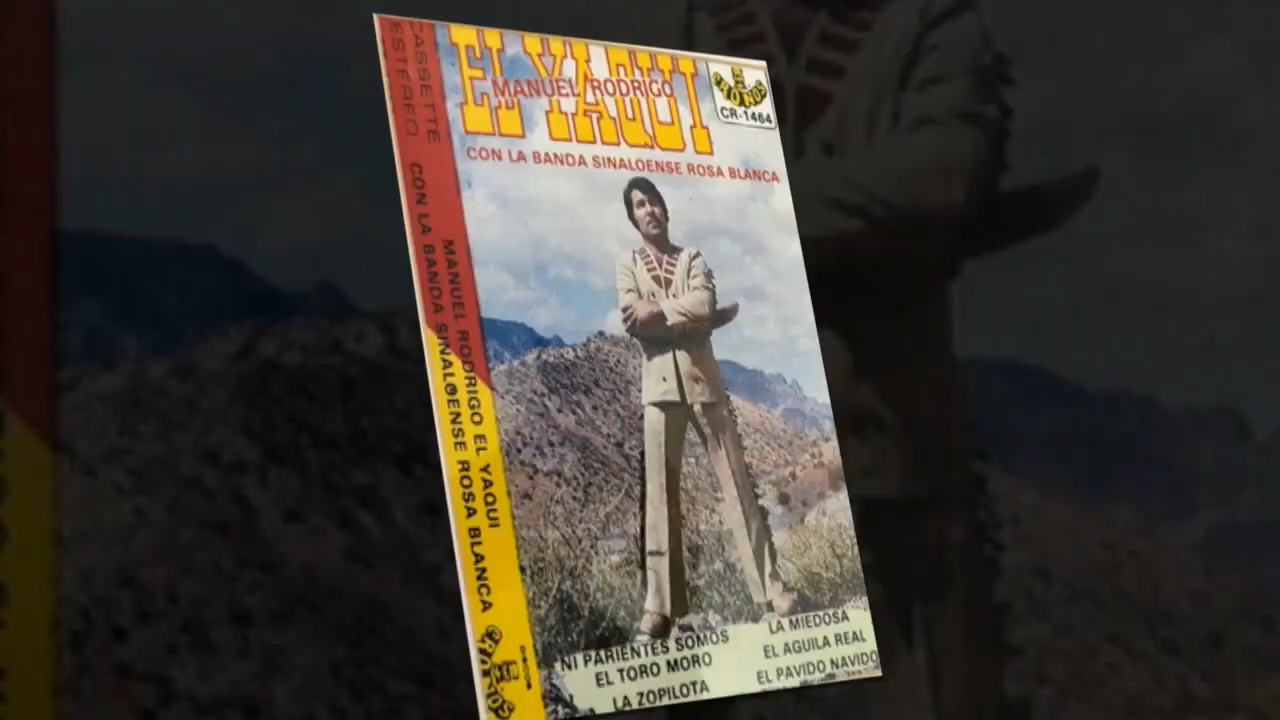 CASSETTE
ESTEREO
CON LA BANDA SINALOENSE ROSA BLANCA
MANUEL RODRIGO EL YAQUI
DISCOS
CRONOS
EL YAQUI
MANUEL RODRIGO
CRONOS
CR-1464
CON LA BANDA SINALOENSE ROSA BLANCA
NI PARIENTES SOMOS
EL TORO MORO
LA ZOPILOTA
LA MIEDOSA
EL AGUILA REAL
EL PAVIDO NAVIDO